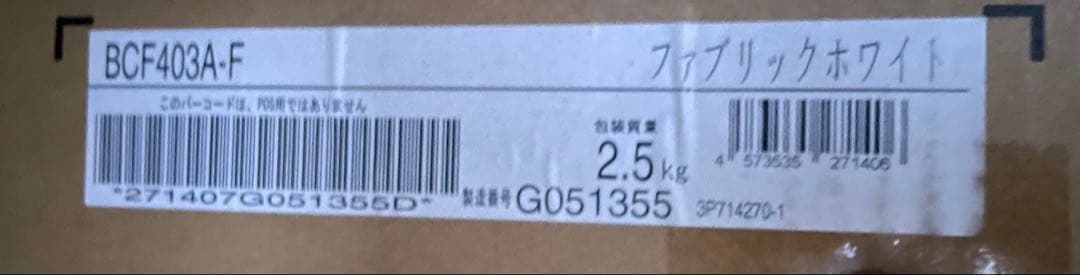 BCF403A-F
ファブリックホワイト
このバーコードは、POS用ではありません
*271407G051355D*
包装質量
2.5kg
4 573535 271406
製造番号 G051355
3P714270-1